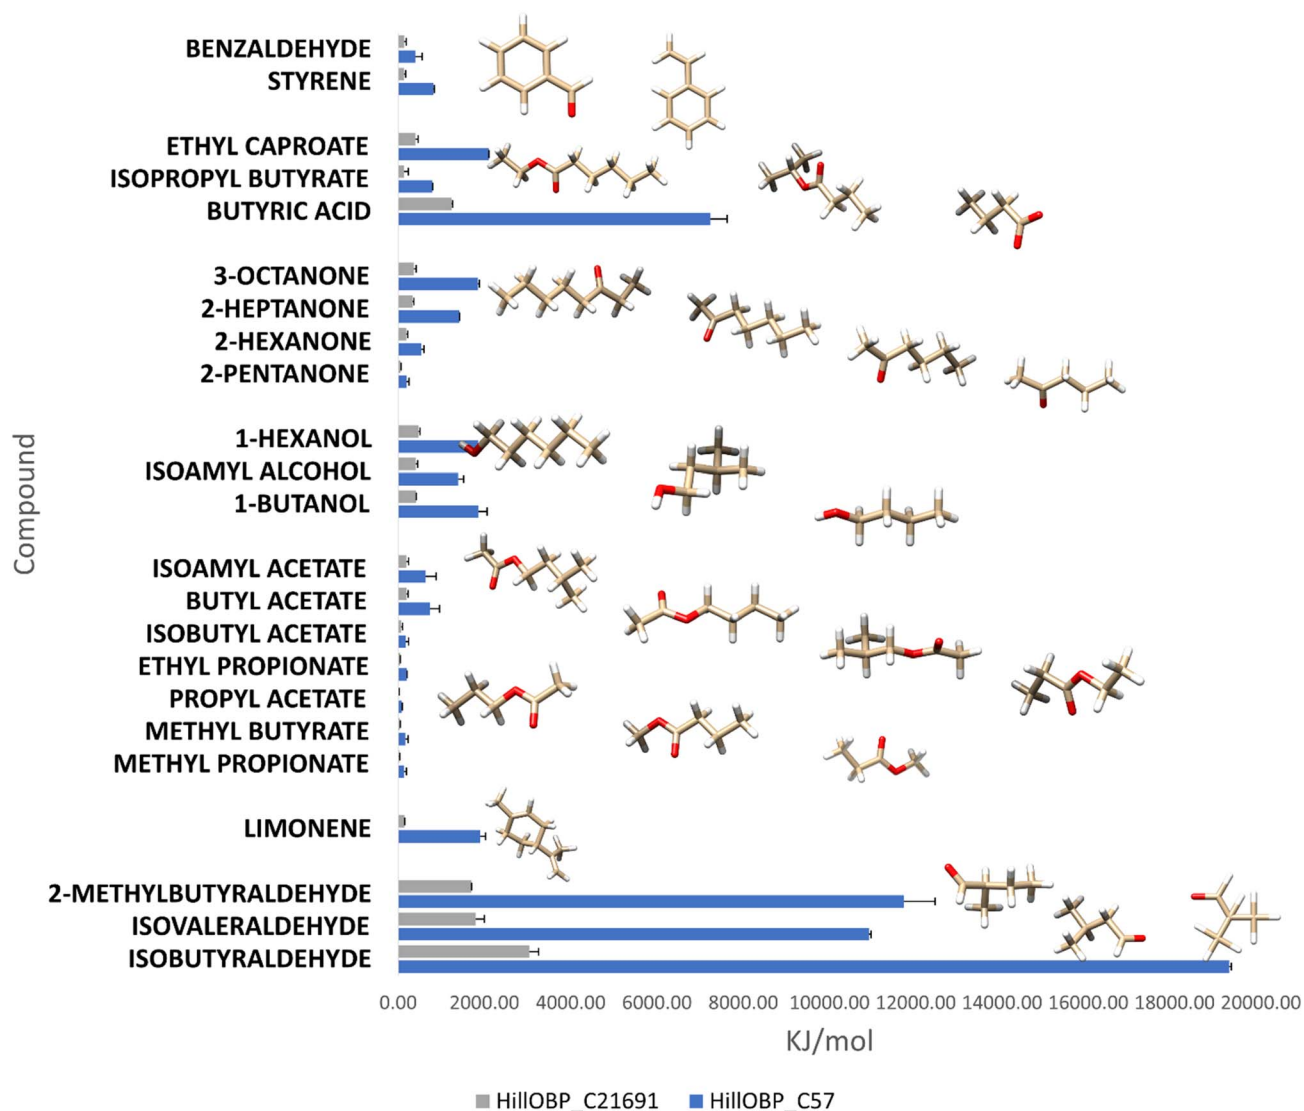 BENZALDEHYDE
STYRENE
ETHYL CAPROATE
ISOPROPYL BUTYRATE
BUTYRIC ACID
3-OCTANONE
2-HEPTANONE
2-HEXANONE
2-PENTANONE
1-HEXANOL
ISOAMYL ALCOHOL
1-BUTANOL
ISOAMYL ACETATE
BUTYL ACETATE
ISOBUTYL ACETATE
ETHYL PROPIONATE
PROPYL ACETATE
METHYL BUTYRATE
METHYL PROPIONATE
LIMONENE
2-METHYLBUTYRALDEHYDE
ISOVALERALDEHYDE
ISOBUTYRALDEHYDE
Compound
0.00 2000.00 4000.00 6000.00 8000.00 10000.00 12000.00 14000.00 16000.00 18000.00 20000.00
KJ/mol
HillOBP_C21691 HillOBP_C57